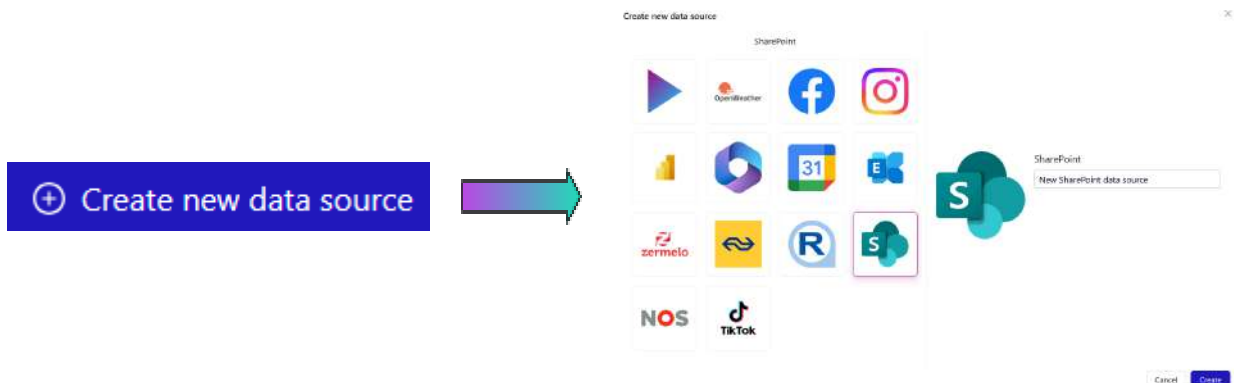 Create new data source
Create new data source
SharePoint
OpenWeather
31
E
SharePoint
New SharePoint data source
S
zermelo
R
S
NOS
TikTok
Cancel
Create